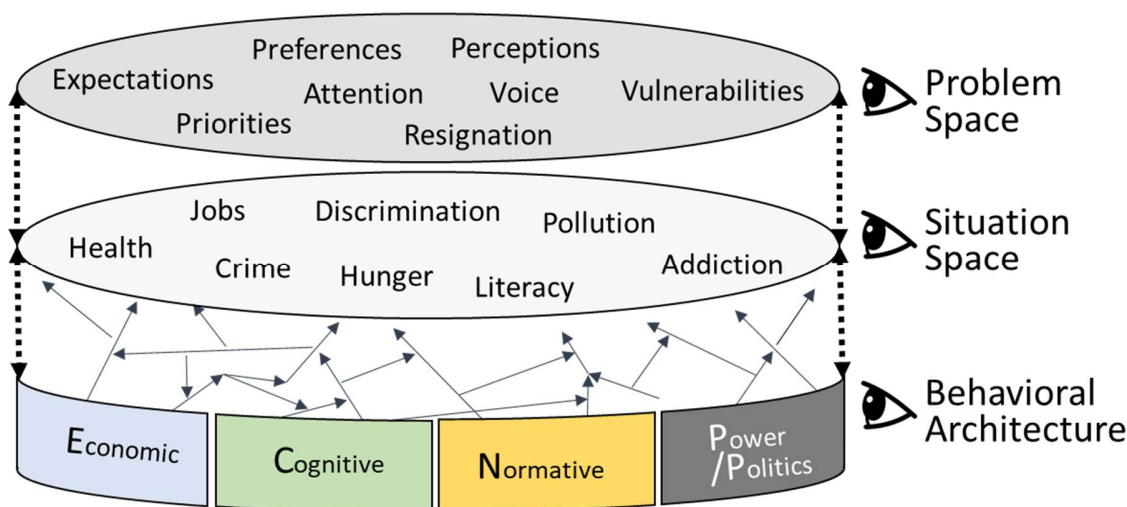 Preferences
Perceptions
Expectations
Attention
Voice
Vulnerabilities
Priorities
Resignation
Problem
Space
Jobs
Discrimination
Pollution
Health
Crime
Hunger
Literacy
Addiction
Situation
Space
Economic
Cognitive
Normative
Power
/Politics
Behavioral
Architecture